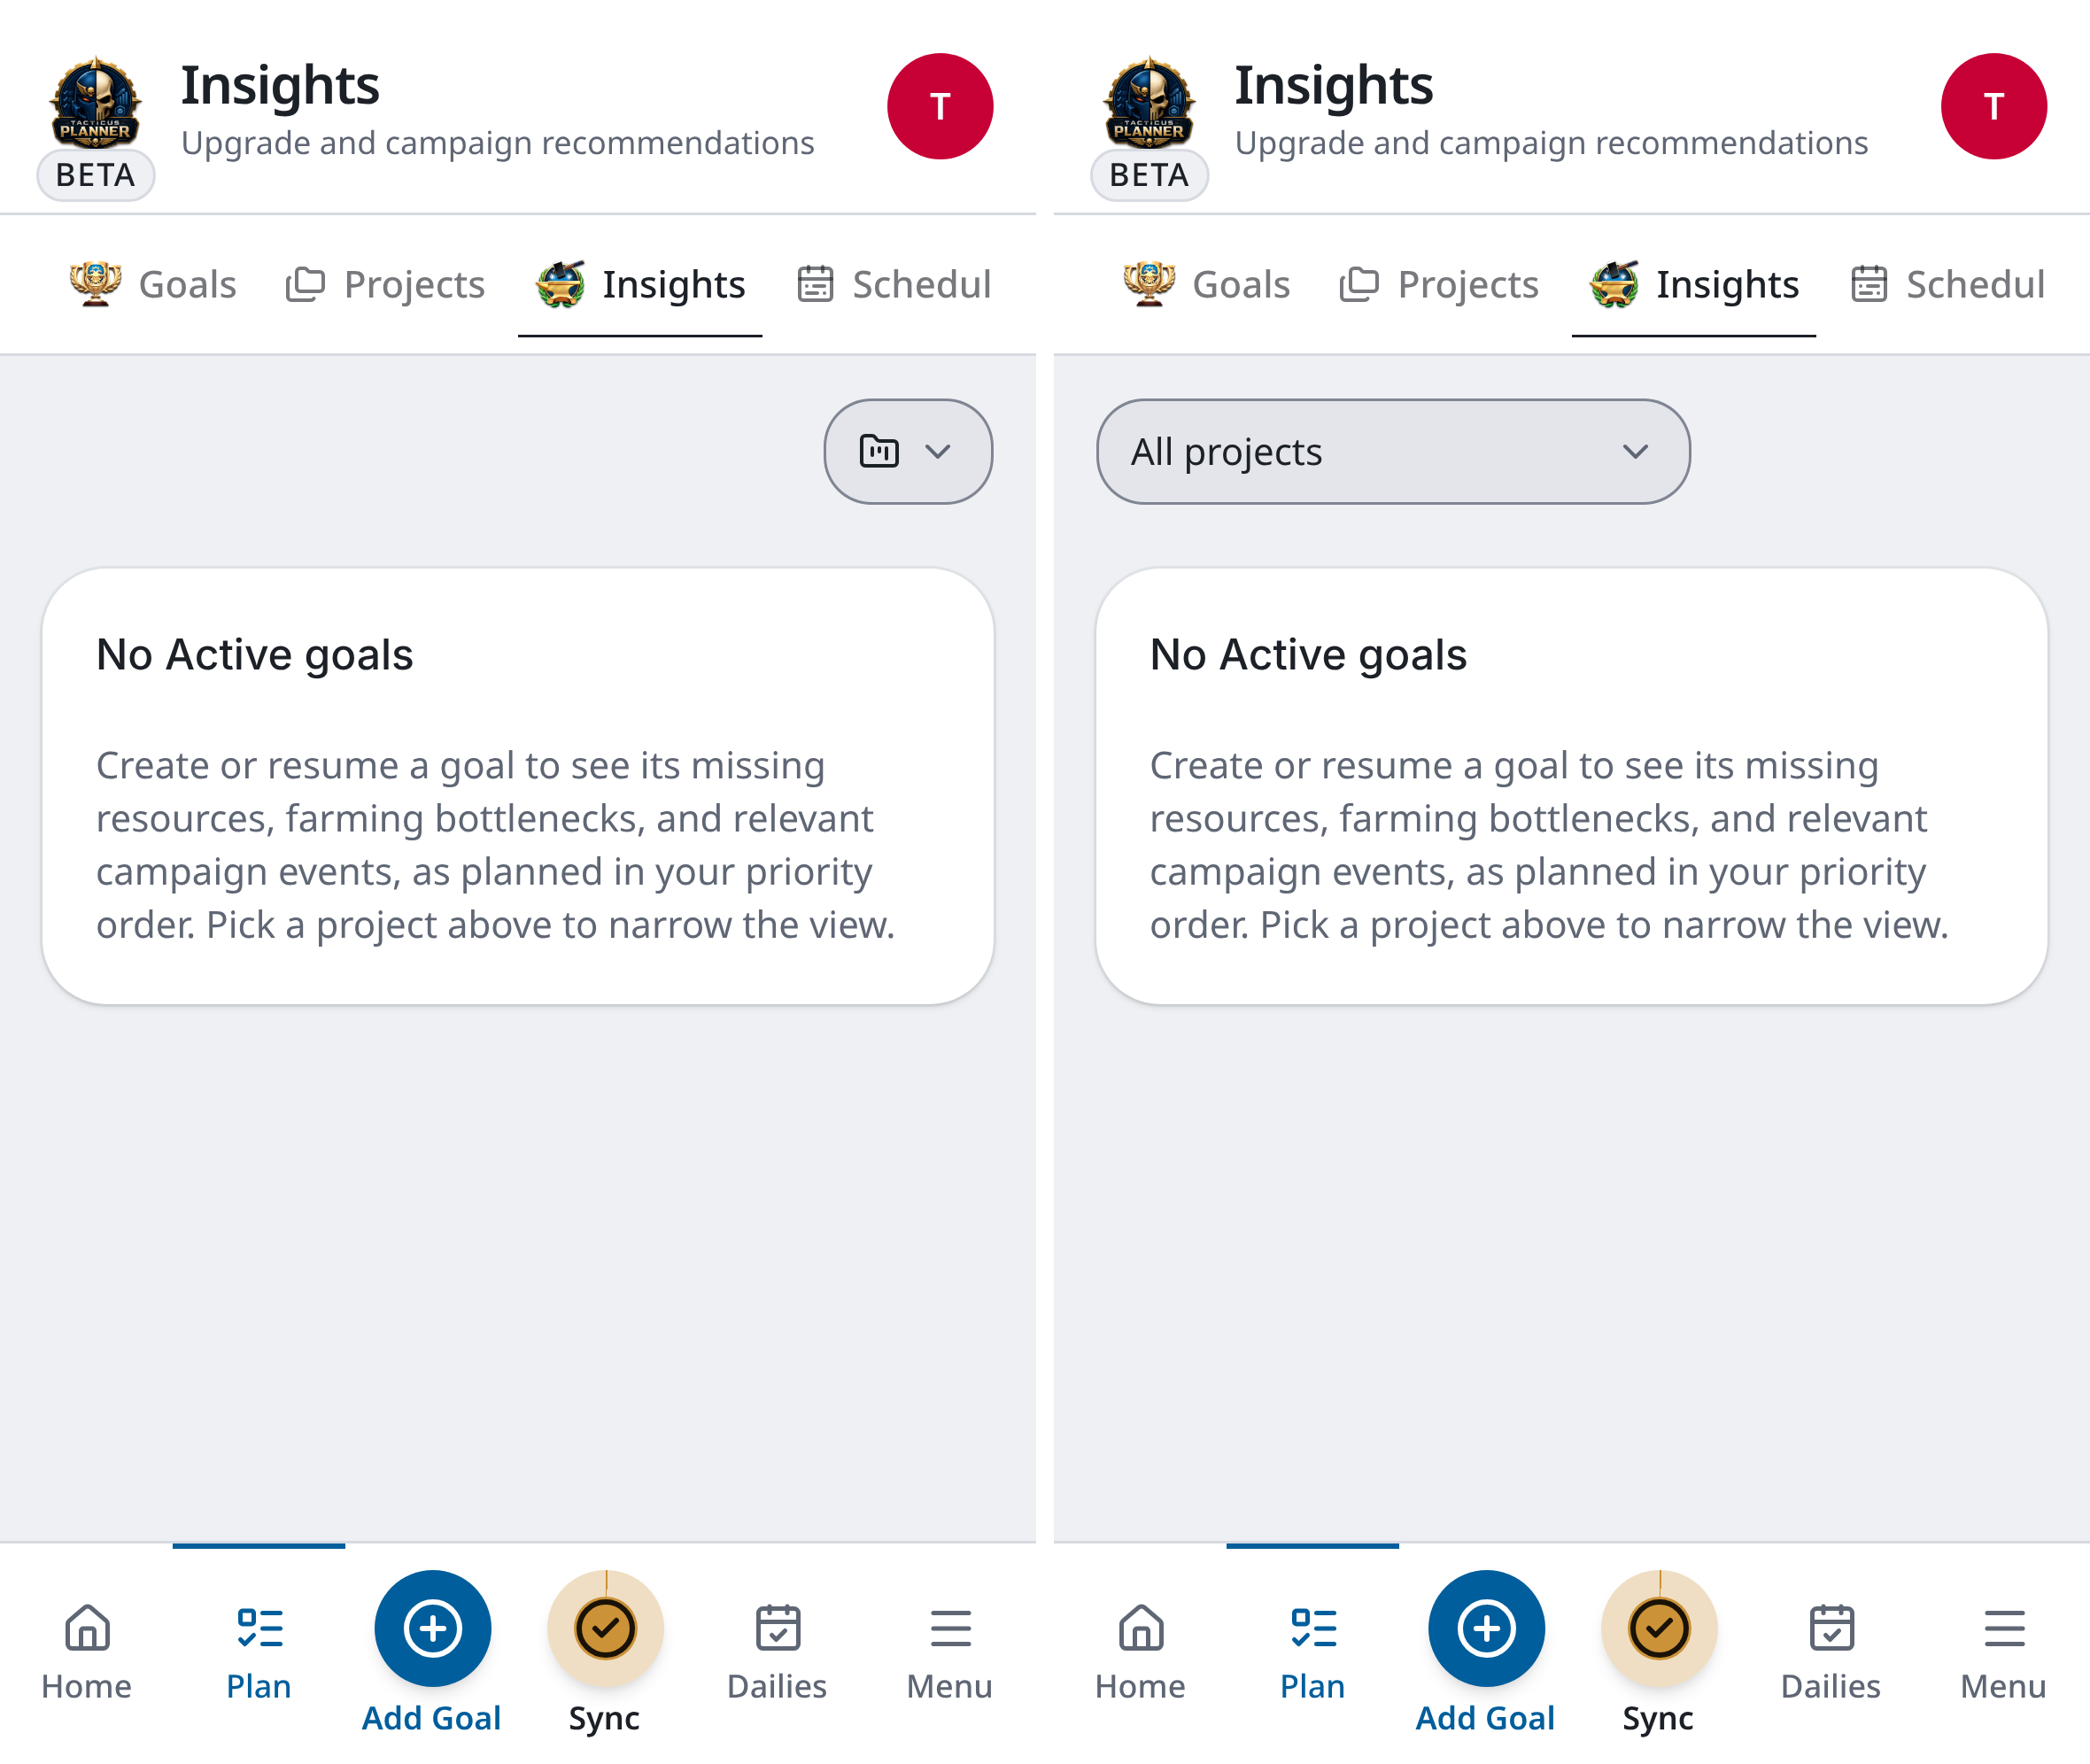 Insights
Upgrade and campaign recommendations
TACTICUS
PLANNER
BETA
T
Goals
Projects
Insights
Schedul
No Active goals
Create or resume a goal to see its missing
resources, farming bottlenecks, and relevant
campaign events, as planned in your priority
order. Pick a project above to narrow the view.
Home
Plan
Add Goal
Sync
Dailies
Menu
Insights
Upgrade and campaign recommendations
TACTICUS
PLANNER
BETA
T
Goals
Projects
Insights
Schedul
All projects
No Active goals
Create or resume a goal to see its missing
resources, farming bottlenecks, and relevant
campaign events, as planned in your priority
order. Pick a project above to narrow the view.
Home
Plan
Add Goal
Sync
Dailies
Menu